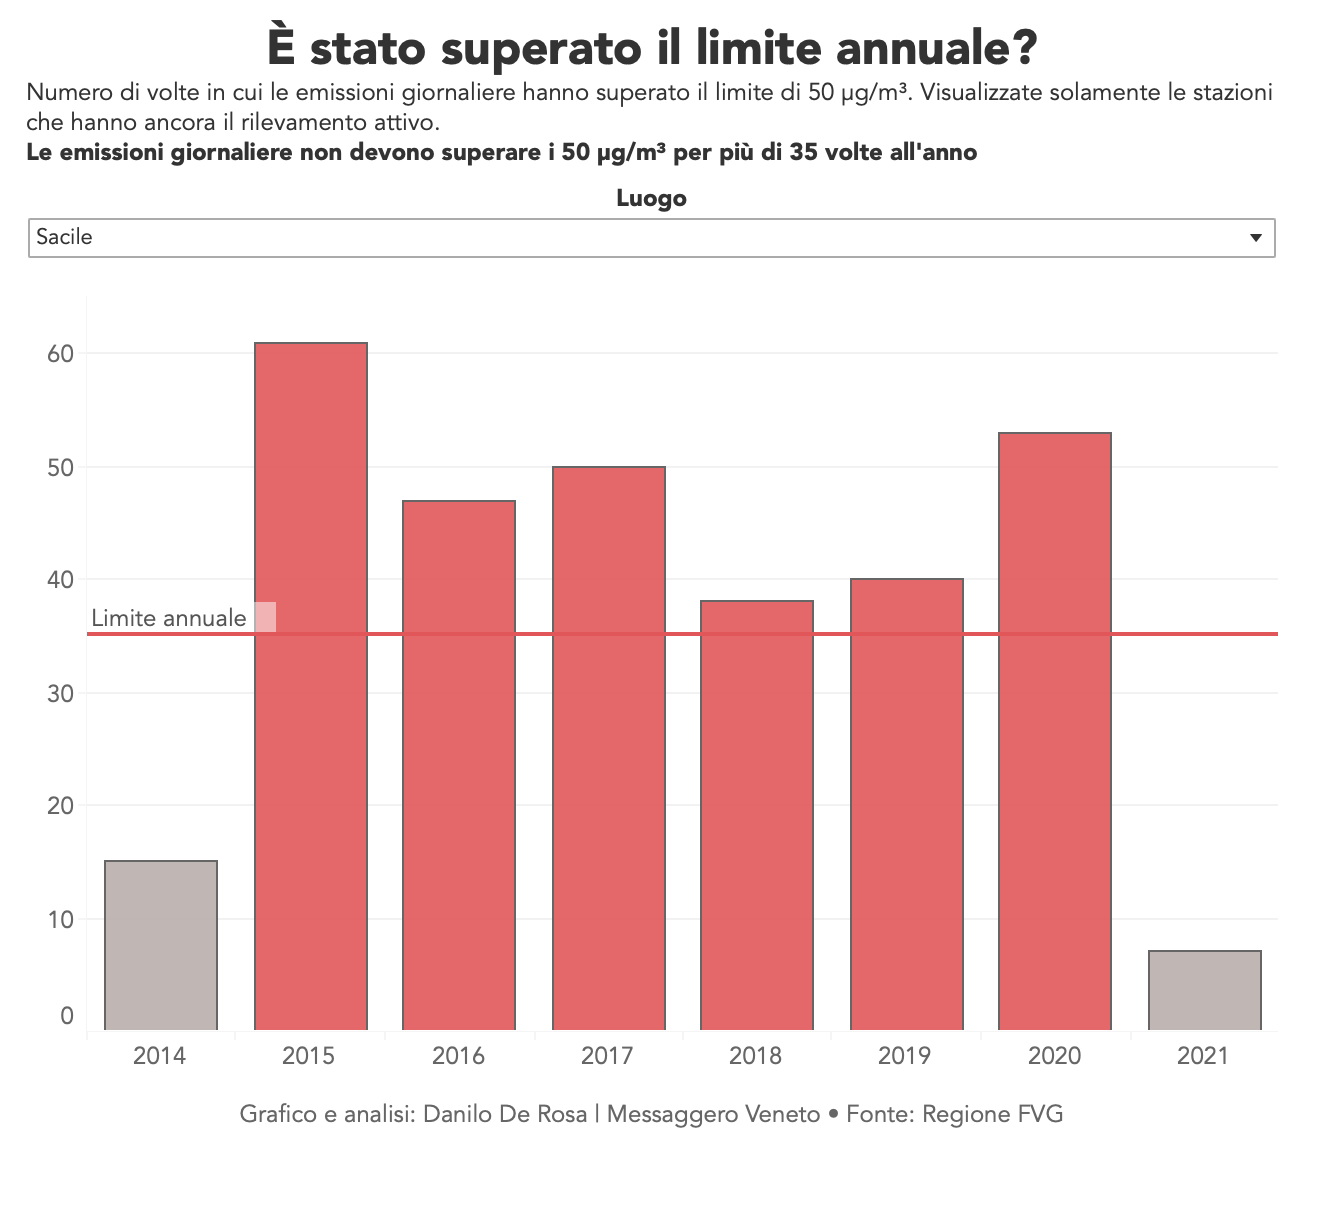 È stato superato il limite annuale?
Numero di volte in cui le emissioni giornaliere hanno superato il limite di 50 µg/m³. Visualizzate solamente le stazioni
che hanno ancora il rilevamento attivo.
Le emissioni giornaliere non devono superare i 50 µg/m³ per più di 35 volte all'anno
Luogo
Sacile
60
50
40
Limite annuale
30
20
10
0
2014 2015 2016 2017 2018 2019 2020 2021
Grafico e analisi: Danilo De Rosa | Messaggero Veneto • Fonte: Regione FVG